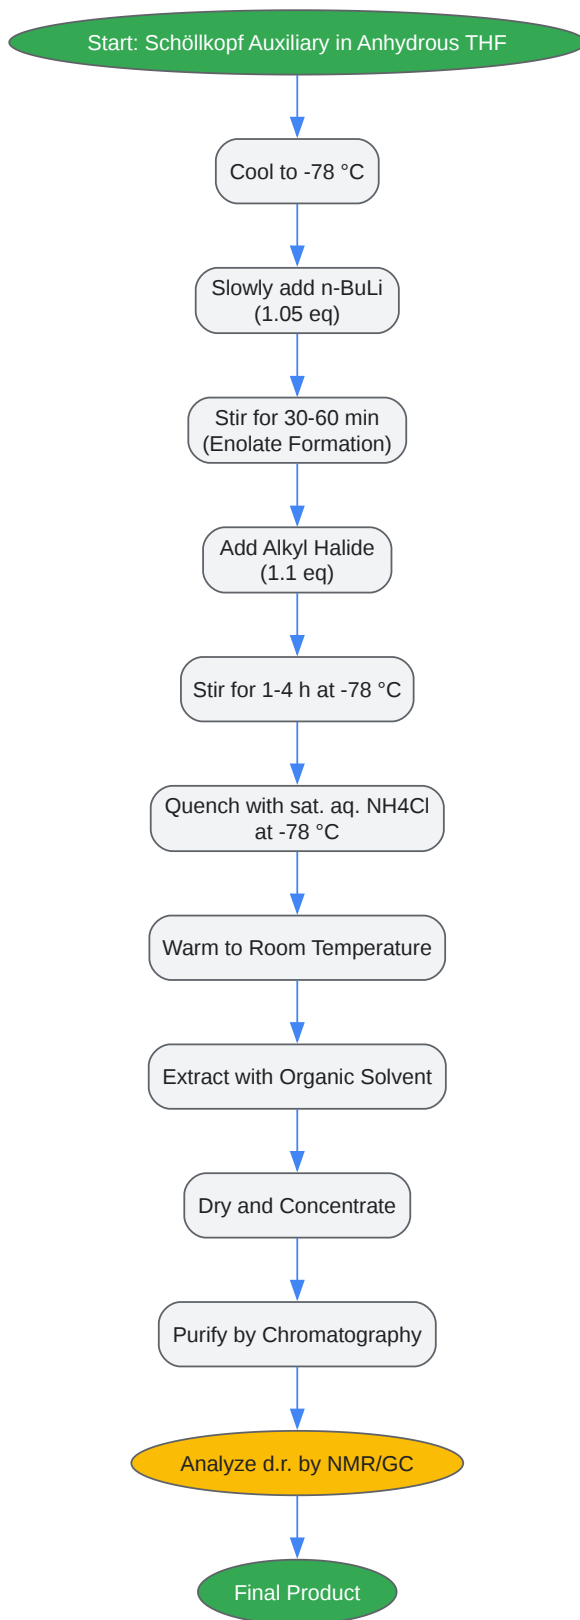 Start: Schöllkopf Auxiliary in Anhydrous THF
Cool to -78 °C
Slowly add n-BuLi
(1.05 eq)
Stir for 30-60 min
(Enolate Formation)
Add Alkyl Halide
(1.1 eq)
Stir for 1-4 h at -78 °C
Quench with sat. aq. NH4Cl
at -78 °C
Warm to Room Temperature
Extract with Organic Solvent
Dry and Concentrate
Purify by Chromatography
Analyze d.r. by NMR/GC
Final Product